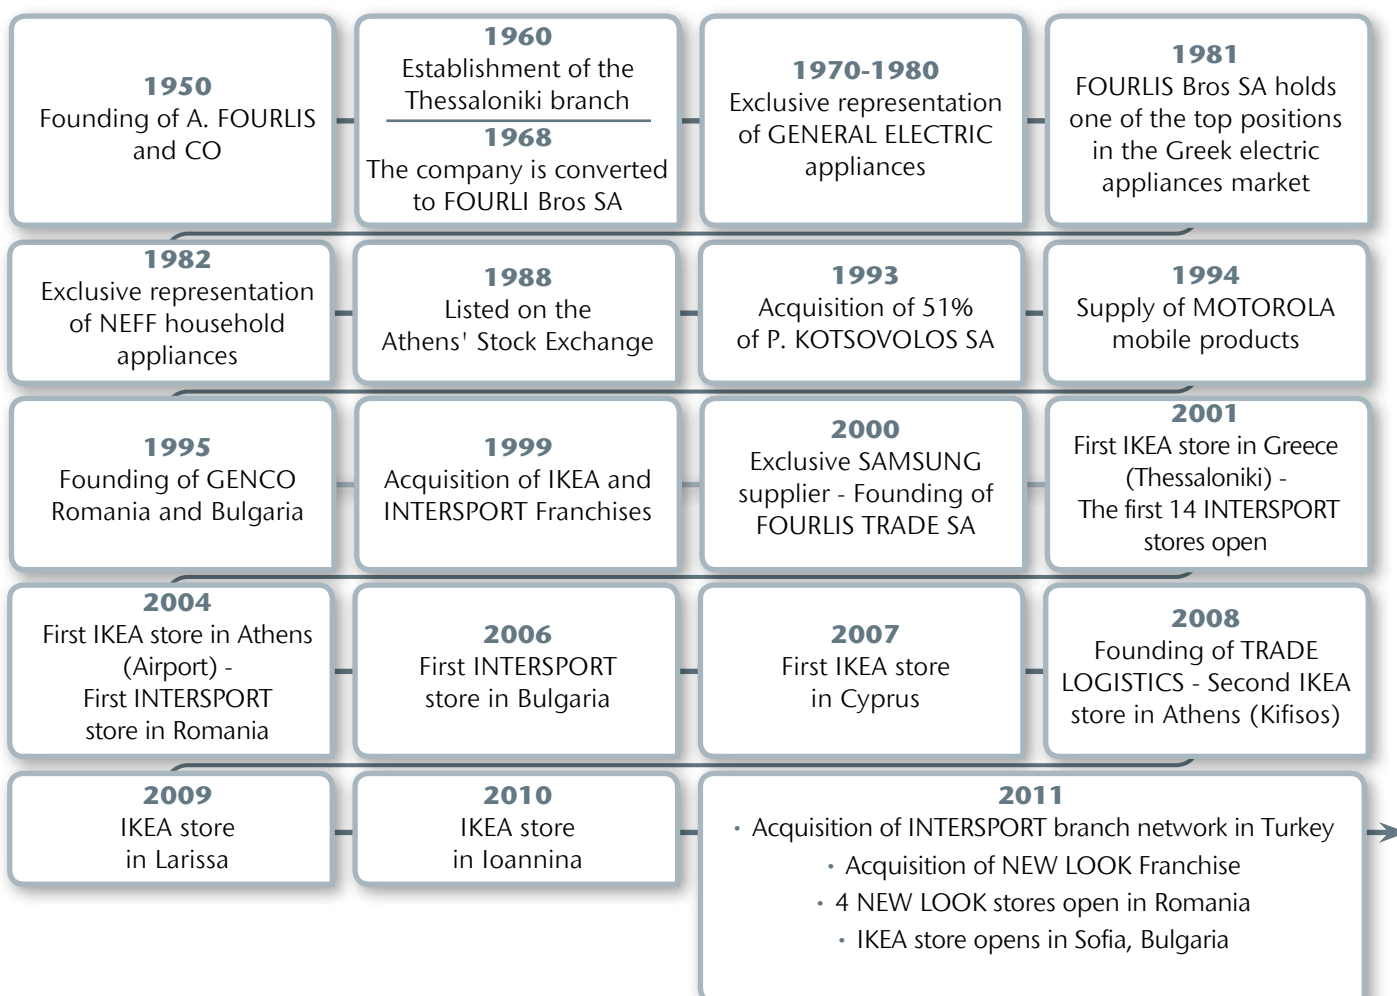 1950
Founding of A. FOURLIS
and CO
1960
Establishment of the
Thessaloniki branch
1968
The company is converted
to FOURLI Bros SA
1970-1980
Exclusive representation
of GENERAL ELECTRIC
appliances
1981
FOURLIS Bros SA holds
one of the top positions
in the Greek electric
appliances market
1982
Exclusive representation
of NEFF household
appliances
1988
Listed on the
Athens' Stock Exchange
1993
Acquisition of 51%
of P. KOTSOVOLOS SA
1994
Supply of MOTOROLA
mobile products
1995
Founding of GENCO
Romania and Bulgaria
1999
Acquisition of IKEA and
INTERSPORT Franchises
2000
Exclusive SAMSUNG
supplier - Founding of
FOURLIS TRADE SA
2001
First IKEA store in Greece
(Thessaloniki) -
The first 14 INTERSPORT
stores open
2004
First IKEA store in Athens
(Airport) -
First INTERSPORT
store in Romania
2006
First INTERSPORT
store in Bulgaria
2007
First IKEA store
in Cyprus
2008
Founding of TRADE
LOGISTICS - Second IKEA
store in Athens (Kifisos)
2009
IKEA store
in Larissa
2010
IKEA store
in Ioannina
2011
• Acquisition of INTERSPORT branch network in Turkey
• Acquisition of NEW LOOK Franchise
• 4 NEW LOOK stores open in Romania
• IKEA store opens in Sofia, Bulgaria